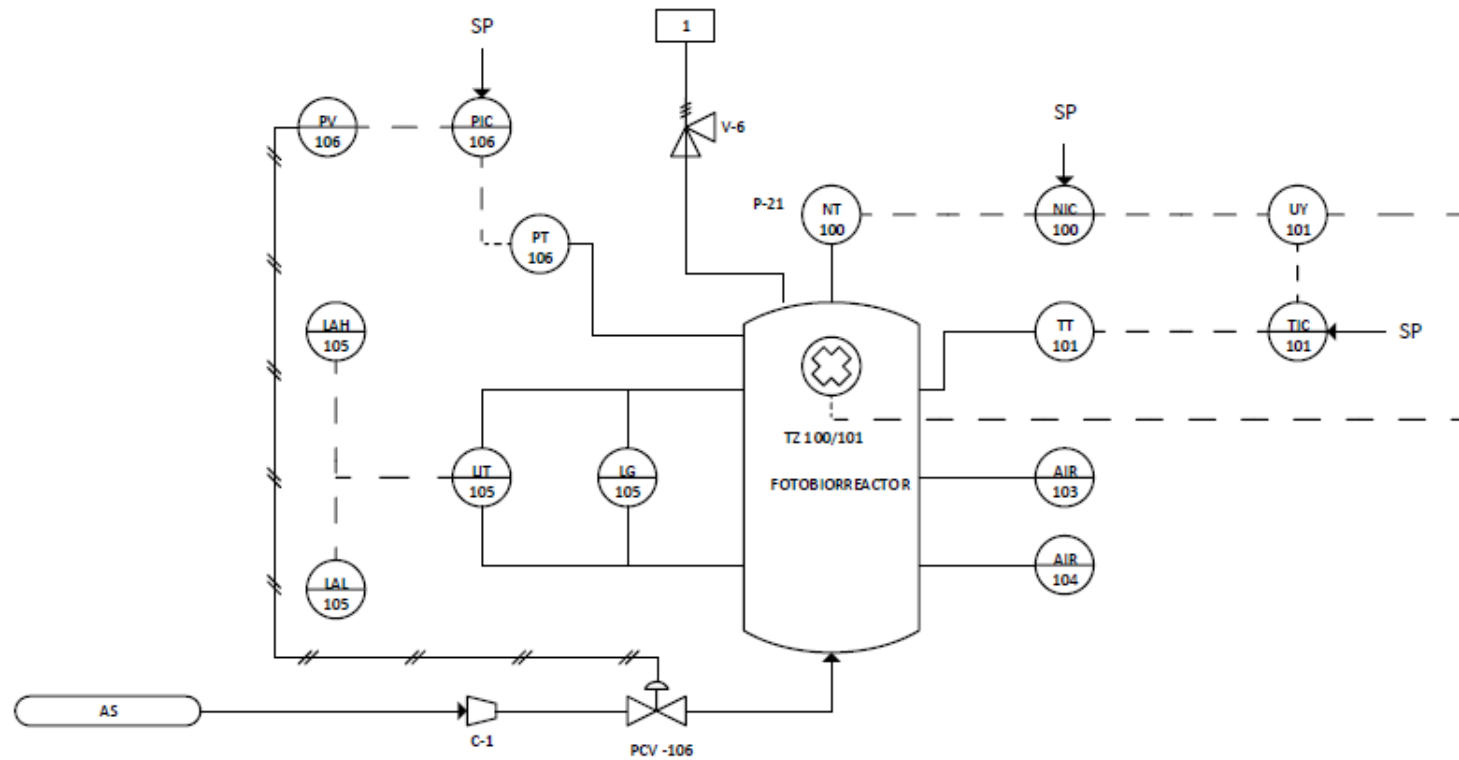 SP
1
PV
106
PIC
106
V-6
SP
P-21
NT
100
NIC
100
UY
101
PT
106
LAH
105
TT
101
TIC
101
SP
TZ 100/101
LIT
105
LG
105
FOTOBIORREACTOR
AIR
103
AIR
104
LAL
105
AS
C-1
PCV -106